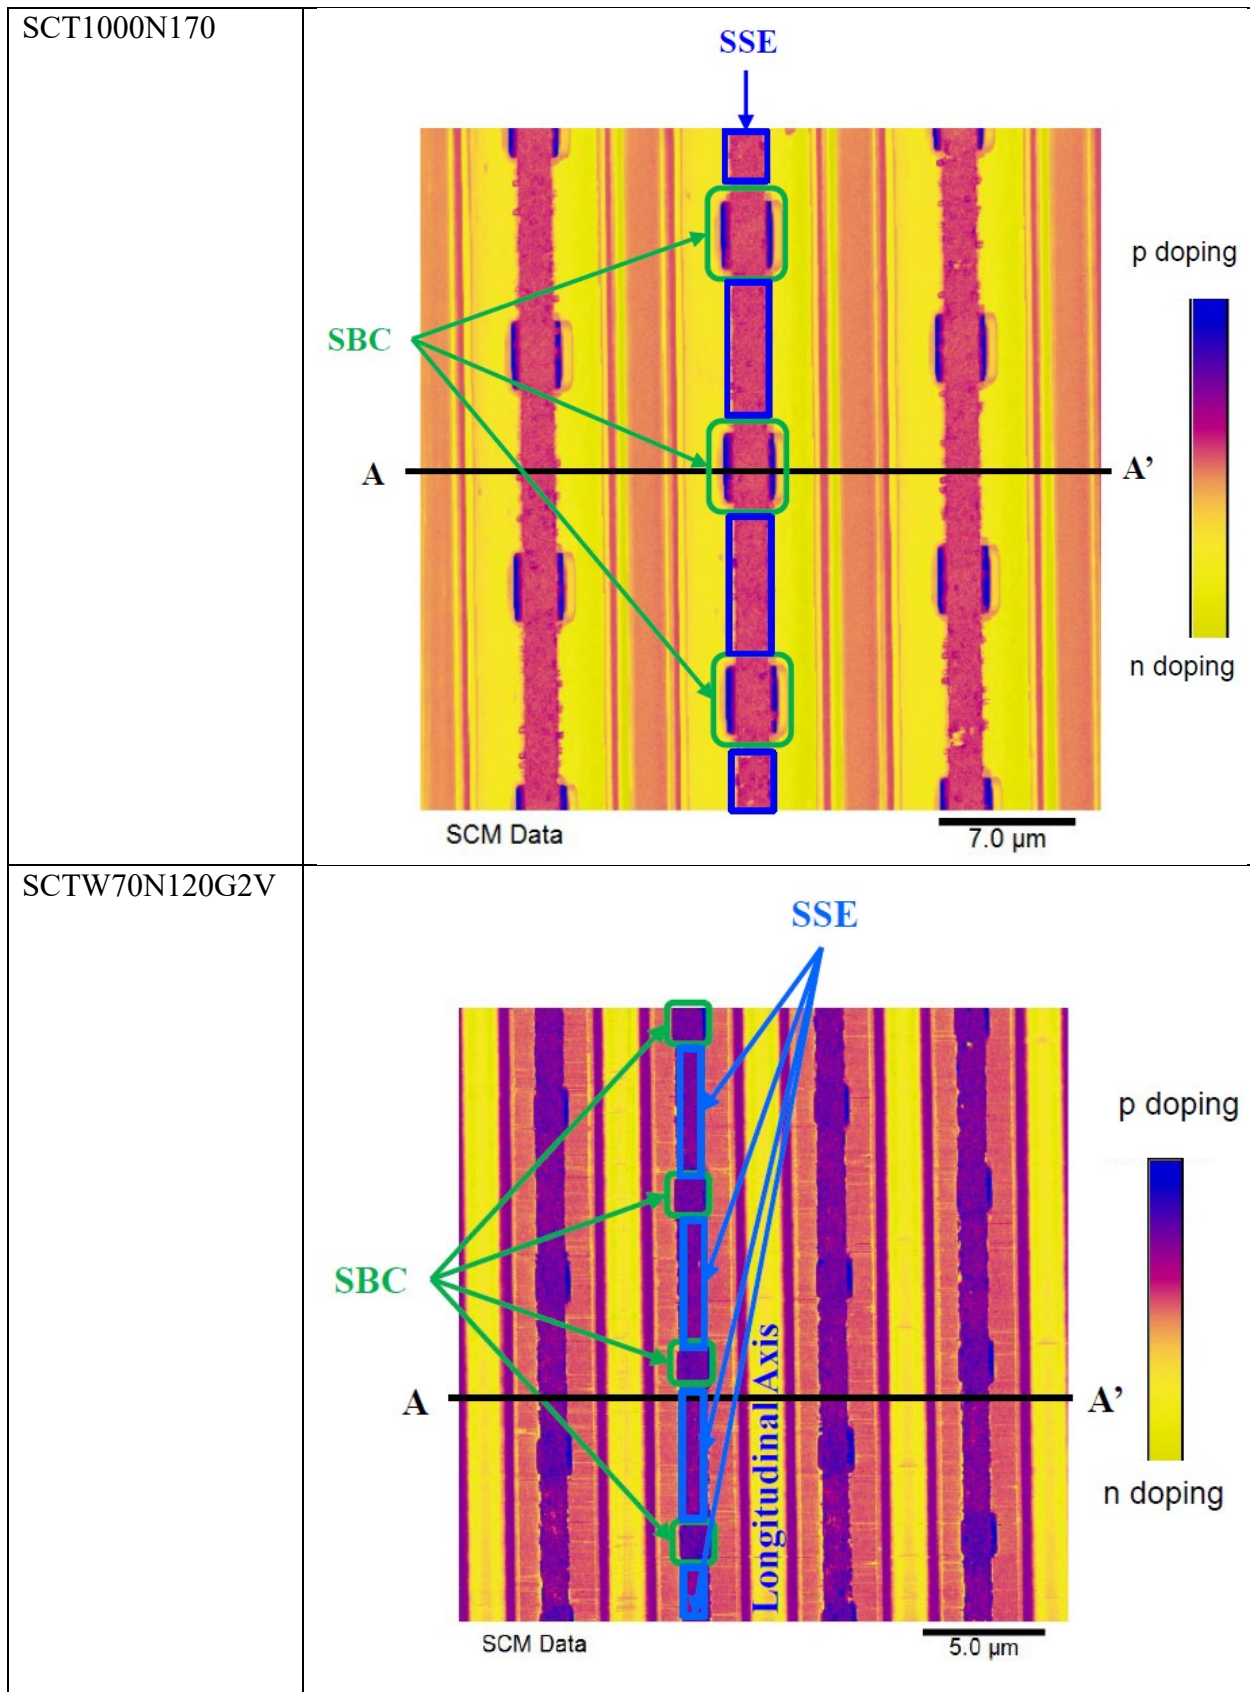 SCT1000N170
SSE
p doping
SBC
A
A'
n doping
SCM Data
7.0 µm
SCTW70N120G2V
SSE
p doping
SBC
Longitudinal Axis
A
A'
n doping
SCM Data
5.0 µm